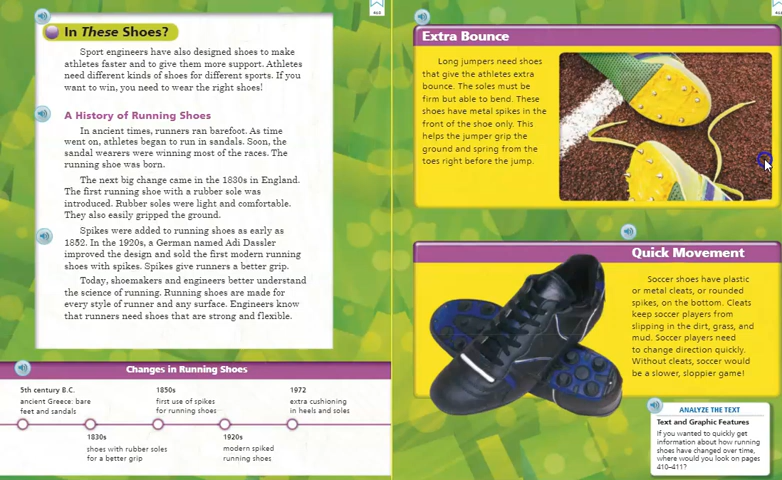 In These Shoes?
Sport engineers have also designed shoes to make
athletes faster and to give them more support. Athletes
need different kinds of shoes for different sports. If you
want to win, you need to wear the right shoes!
A History of Running Shoes
In ancient times, runners ran barefoot. As time
went on, athletes began to run in sandals. Soon, the
sandal wearers were winning most of the races. The
running shoe was born.
The next big change came in the 1830s in England.
The first running shoe with a rubber sole was
introduced. Rubber soles were light and comfortable.
They also easily gripped the ground.
Spikes were added to running shoes as early as
1852. In the 1920s, a German named Adi Dassler
improved the design and sold the first modern running
shoes with spikes. Spikes give runners a better grip.
Today, shoemakers and engineers better understand
the science of running. Running shoes are made for
every style of runner and any surface. Engineers know
that runners need shoes that are strong and flexible.
Changes in Running Shoes
5th century B.C.
ancient Greece: bare
feet and sandals
1830s
shoes with rubber soles
for a better grip
1850s
first use of spikes
for running shoes
1920s
modern spiked
running shoes
1972
extra cushioning
in heels and soles
Extra Bounce
Long jumpers need shoes
that give the athletes extra
bounce. The soles must be
firm but able to bend. These
shoes have metal spikes in the
front of the shoe only. This
helps the jumper grip the
ground and spring from the
toes right before the jump.
Quick Movement
Soccer shoes have plastic
or metal cleats, or rounded
spikes, on the bottom. Cleats
keep soccer players from
slipping in the dirt, grass, and
mud. Soccer players need
to change direction quickly.
Without cleats, soccer would
be a slower, sloppier game!
ANALYZE THE TEXT
Text and Graphic Features
If you wanted to quickly get
information about how running
shoes have changed over time,
where would you look on pages
410–411?